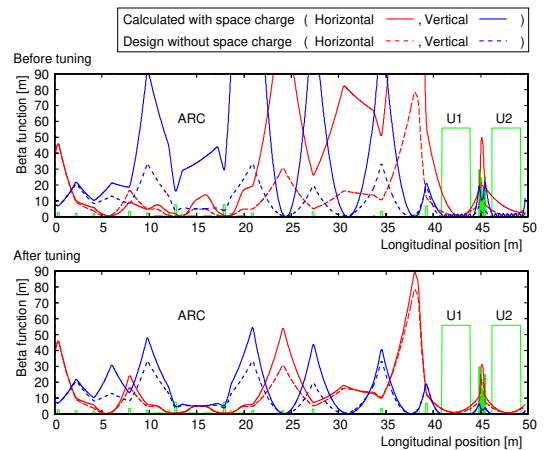 Calculated with space charge ( Horizontal , Vertical )
Design without space charge ( Horizontal , Vertical )
Before tuning
Beta function [m]
90
80
70
60
50
40
30
20
10
0
ARC
U1
U2
0 5 10 15 20 25 30 35 40 45 50
Longitudinal position [m]
After tuning
Beta function [m]
90
80
70
60
50
40
30
20
10
0
ARC
U1
U2
0 5 10 15 20 25 30 35 40 45 50
Longitudinal position [m]